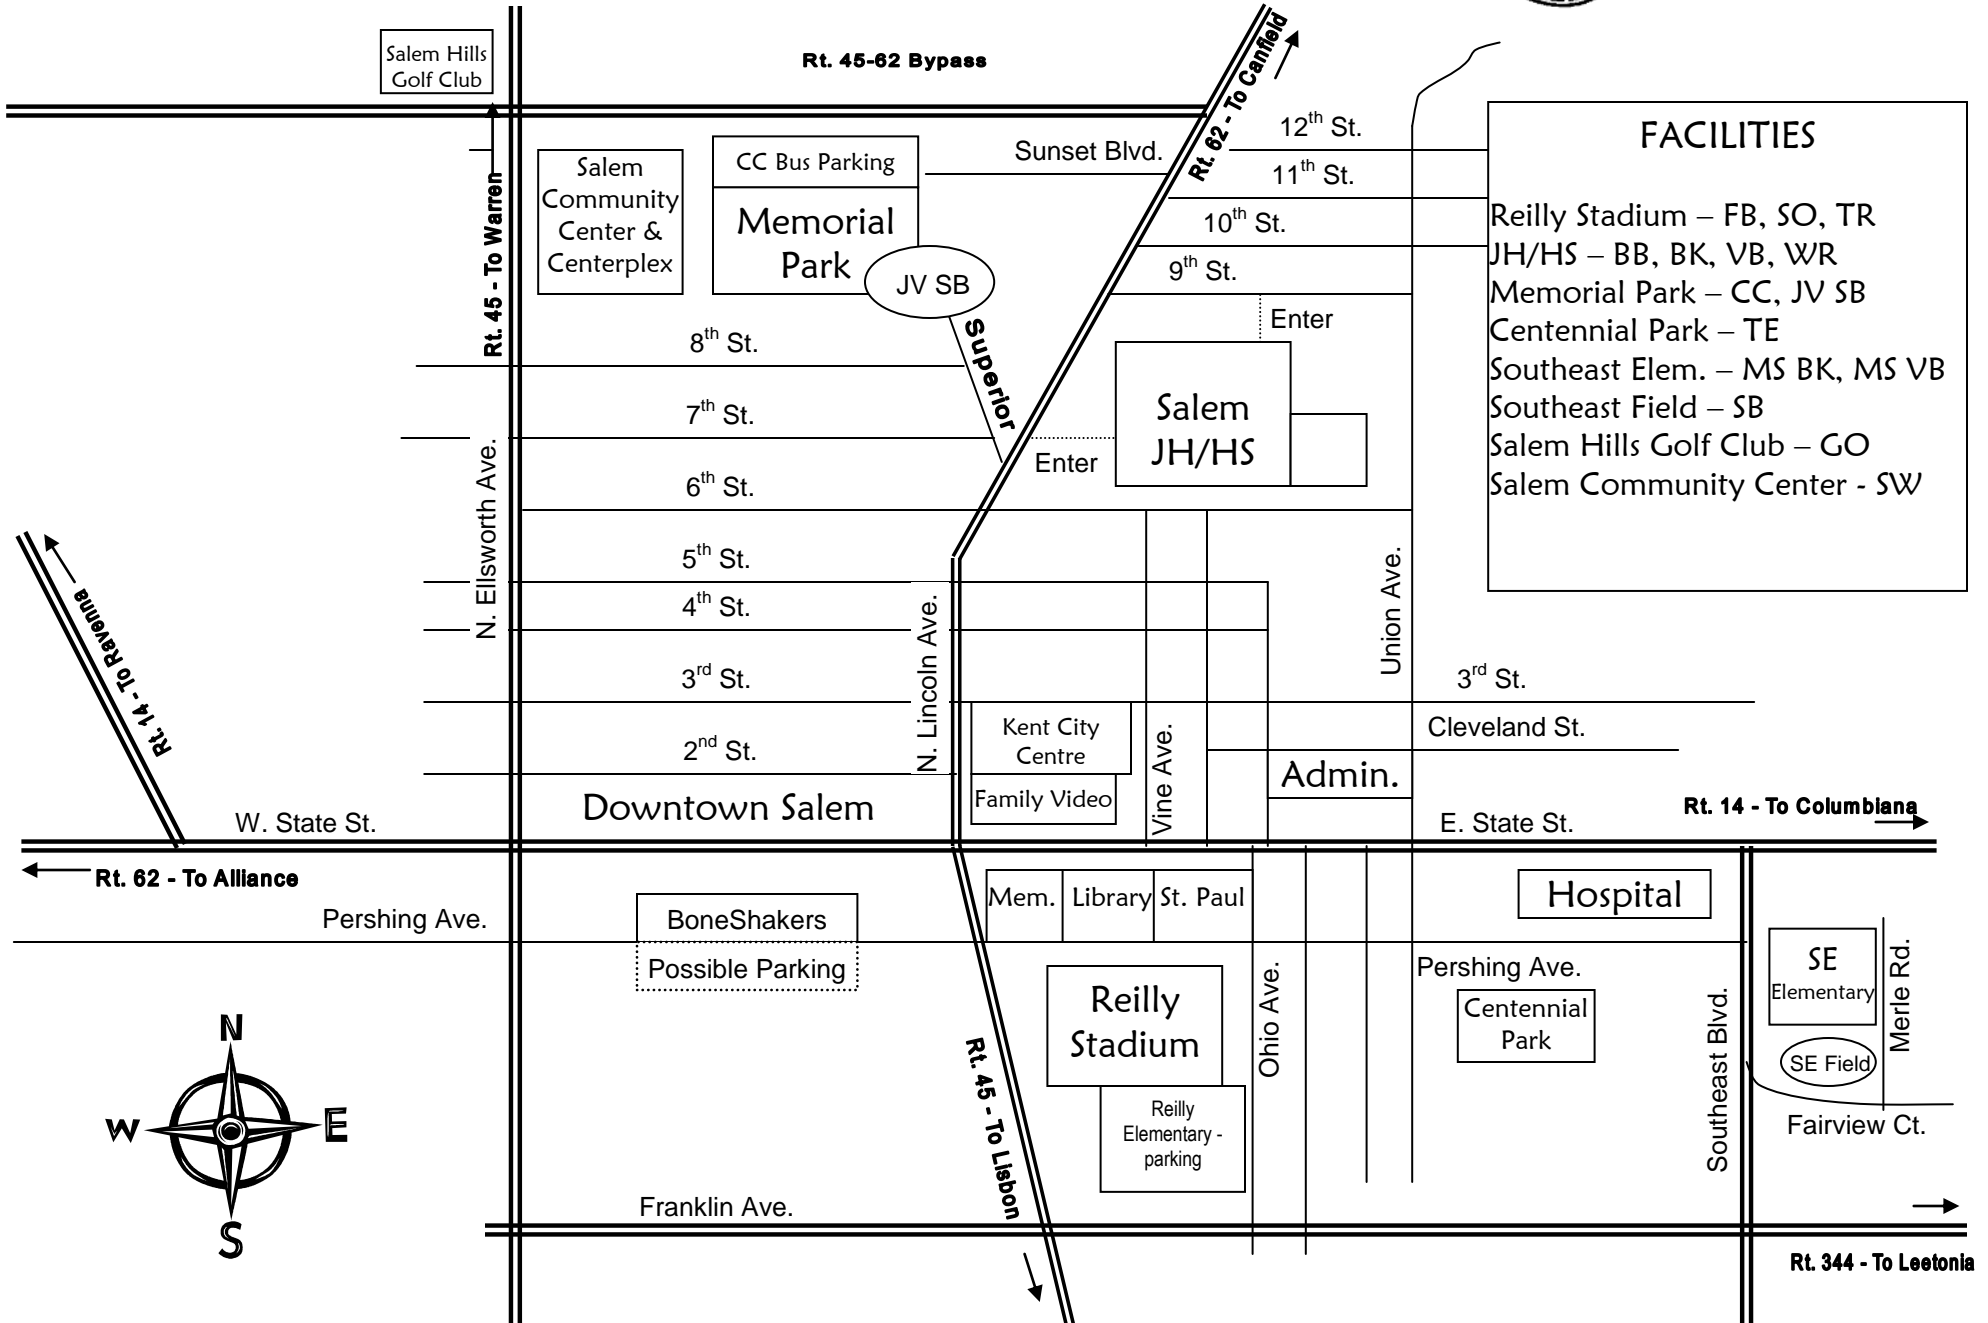 Salem Hills
Golf Club
Rt. 45-62 Bypass
Rt. 62 - To Canfield
12th St.
Sunset Blvd.
11th St.
10th St.
9th St.
Enter
FACILITIES
Reilly Stadium – FB, SO, TR
JH/HS – BB, BK, VB, WR
Memorial Park – CC, JV SB
Centennial Park – TE
Southeast Elem. – MS BK, MS VB
Southeast Field – SB
Salem Hills Golf Club – GO
Salem Community Center - SW
Rt. 45 - To Warren
Salem
Community
Center &
Centerplex
CC Bus Parking
Memorial
Park
JV SB
Superior
8th St.
7th St.
6th St.
Enter
Salem
JH/HS
N. Ellsworth Ave.
5th St.
4th St.
3rd St.
2nd St.
N. Lincoln Ave.
Union Ave.
3rd St.
Cleveland St.
Rt. 14 - To Ravenna
Kent City
Centre
Family Video
Vine Ave.
Admin.
Downtown Salem
W. State St.
E. State St.
Rt. 14 - To Columbiana
Rt. 62 - To Alliance
Pershing Ave.
BoneShakers
Possible Parking
Mem.
Library
St. Paul
Hospital
Pershing Ave.
Centennial
Park
SE
Elementary
Merle Rd.
SE Field
Fairview Ct.
Southeast Blvd.
Reilly
Stadium
Ohio Ave.
Reilly
Elementary -
parking
Rt. 45 - To Lisbon
Franklin Ave.
Rt. 344 - To Leetonia
N
W
E
S